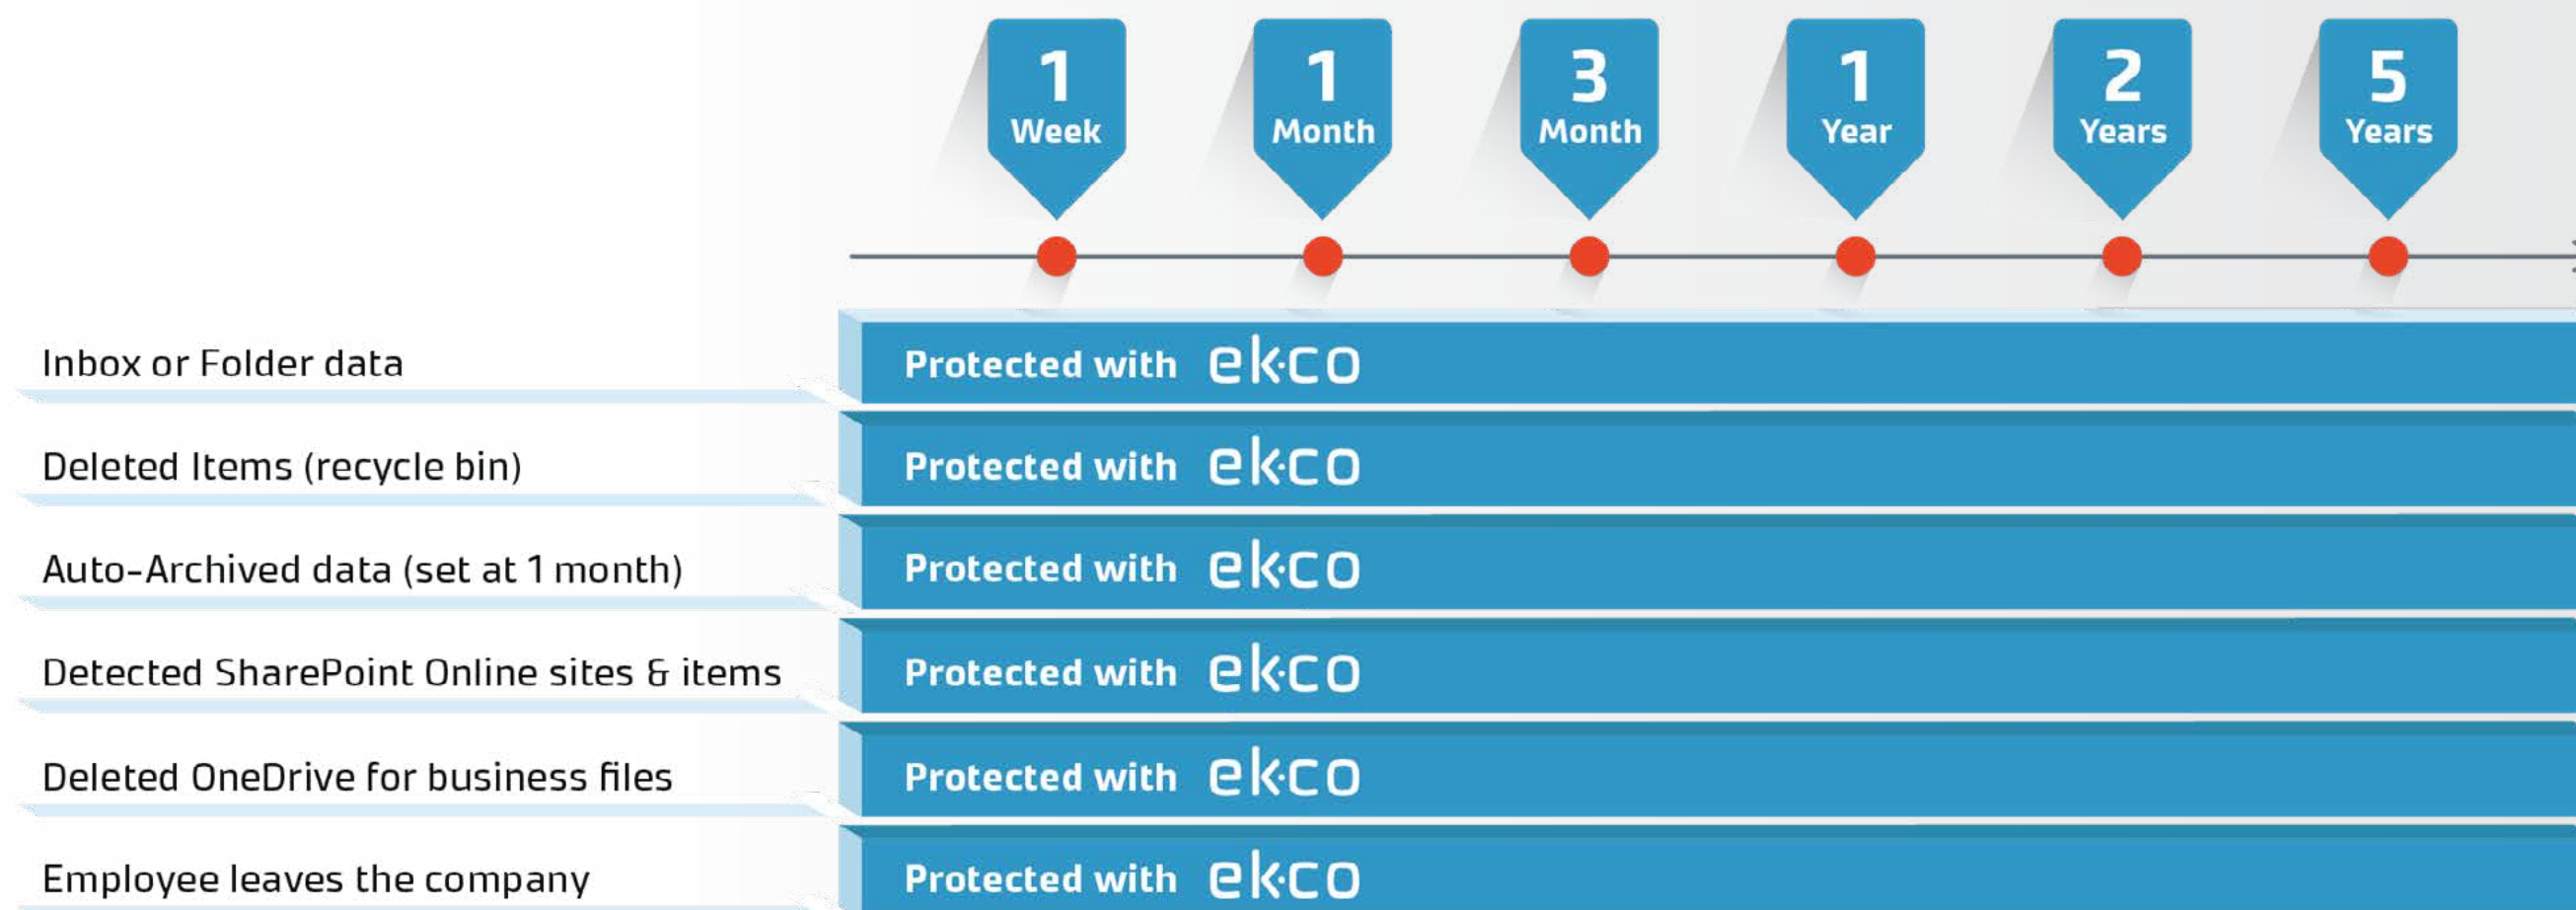 1 1 3 1 2 5
Week Month Month Year Years Years
Inbox or Folder data Protected with ekco
Deleted Items (recycle bin) Protected with ekco
Auto-Archived data (set at 1 month) Protected with ekco
Detected SharePoint Online sites & items Protected with ekco
Deleted OneDrive for business files Protected with ekco
Employee leaves the company Protected with ekco